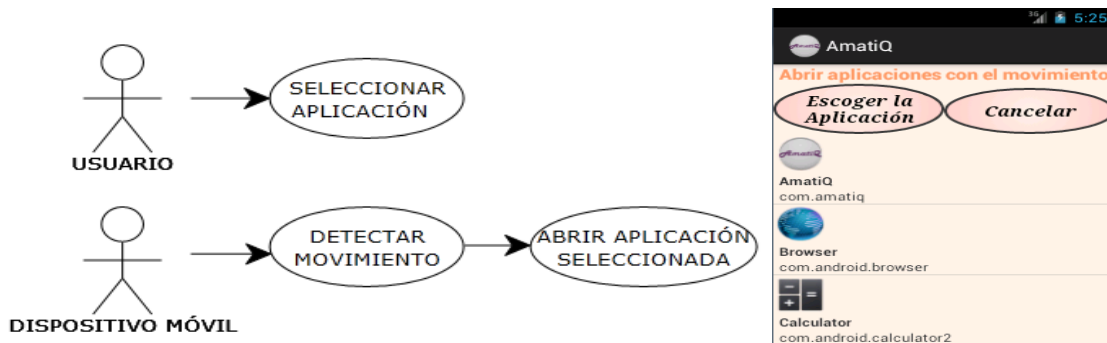 SELECCIONAR
APLICACIÓN
USUARIO
DETECTAR
MOVIMIENTO
ABRIR APLICACIÓN
SELECCIONADA
DISPOSITIVO MÓVIL
3G 5:25
AmatiQ
Abrir aplicaciones con el movimiento
Escoger la
Aplicación
Cancelar
AmatiQ
AmatiQ
com.amatiq
Browser
com.android.browser
Calculator
com.android.calculator2